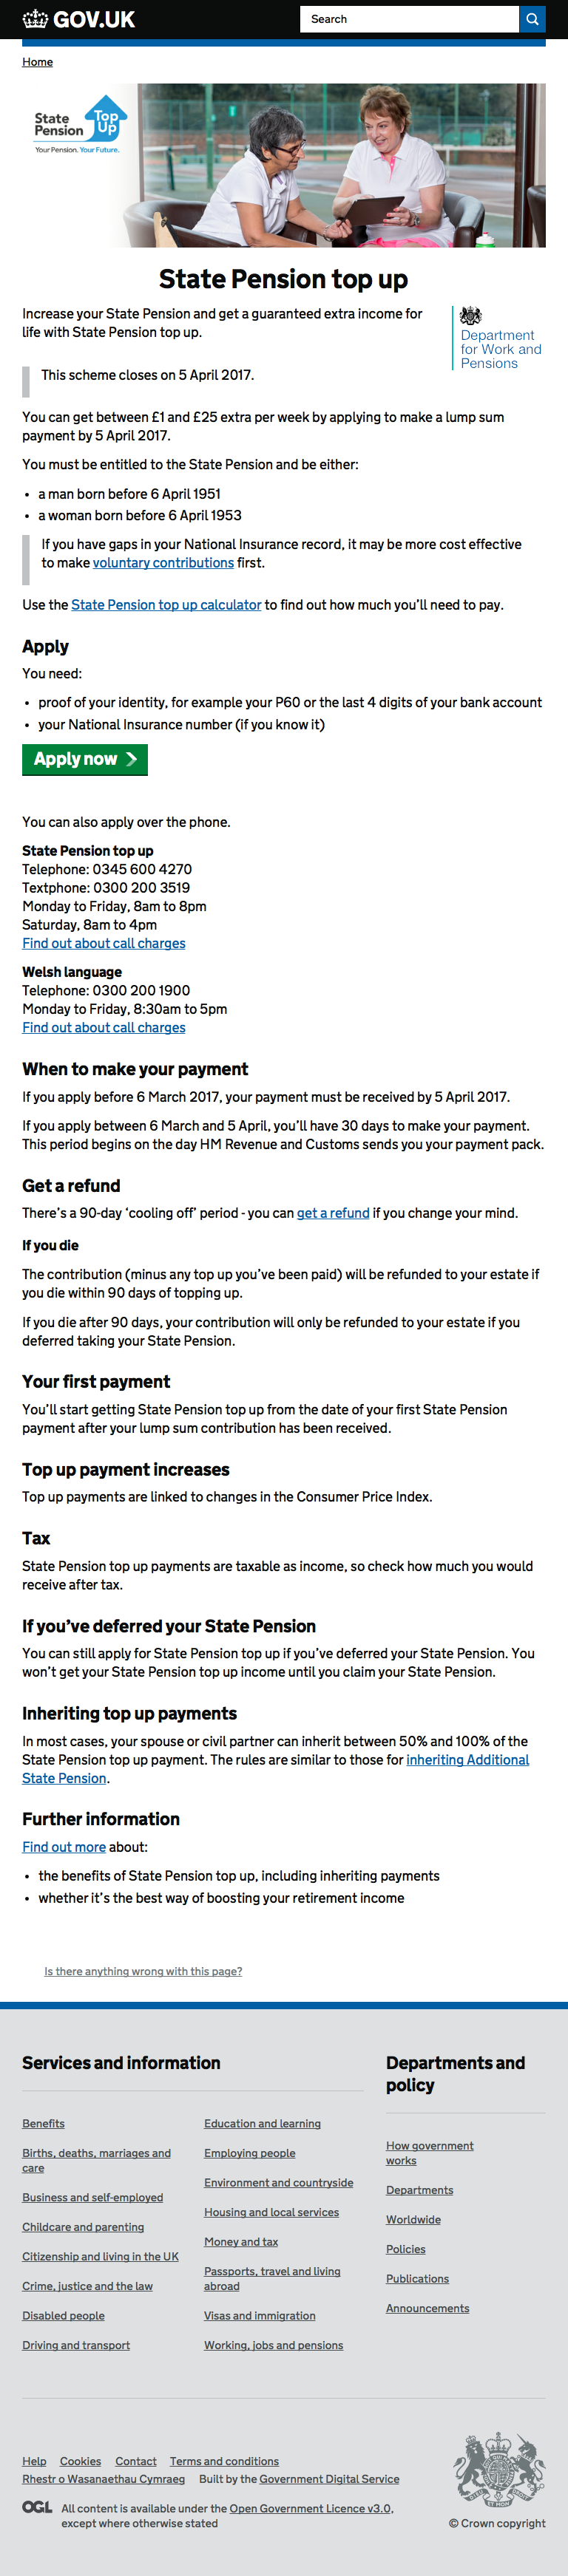 GOV.UK
Search
Home
State
Pension
Top
Up
Your Pension. Your Future.
State Pension top up
Increase your State Pension and get a guaranteed extra income for
life with State Pension top up.
Department
for Work and
Pensions
This scheme closes on 5 April 2017.
You can get between £1 and £25 extra per week by applying to make a lump sum
payment by 5 April 2017.
You must be entitled to the State Pension and be either:
• a man born before 6 April 1951
• a woman born before 6 April 1953
If you have gaps in your National Insurance record, it may be more cost effective
to make voluntary contributions first.
Use the State Pension top up calculator to find out how much you’ll need to pay.
Apply
You need:
• proof of your identity, for example your P60 or the last 4 digits of your bank account
• your National Insurance number (if you know it)
Apply now
You can also apply over the phone.
State Pension top up
Telephone: 0345 600 4270
Textphone: 0300 200 3519
Monday to Friday, 8am to 8pm
Saturday, 8am to 4pm
Find out about call charges
Welsh language
Telephone: 0300 200 1900
Monday to Friday, 8:30am to 5pm
Find out about call charges
When to make your payment
If you apply before 6 March 2017, your payment must be received by 5 April 2017.
If you apply between 6 March and 5 April, you’ll have 30 days to make your payment.
This period begins on the day HM Revenue and Customs sends you your payment pack.
Get a refund
There’s a 90-day ‘cooling off’ period - you can get a refund if you change your mind.
If you die
The contribution (minus any top up you’ve been paid) will be refunded to your estate if
you die within 90 days of topping up.
If you die after 90 days, your contribution will only be refunded to your estate if you
deferred taking your State Pension.
Your first payment
You’ll start getting State Pension top up from the date of your first State Pension
payment after your lump sum contribution has been received.
Top up payment increases
Top up payments are linked to changes in the Consumer Price Index.
Tax
State Pension top up payments are taxable as income, so check how much you would
receive after tax.
If you’ve deferred your State Pension
You can still apply for State Pension top up if you’ve deferred your State Pension. You
won’t get your State Pension top up income until you claim your State Pension.
Inheriting top up payments
In most cases, your spouse or civil partner can inherit between 50% and 100% of the
State Pension top up payment. The rules are similar to those for inheriting Additional
State Pension.
Further information
Find out more about:
• the benefits of State Pension top up, including inheriting payments
• whether it’s the best way of boosting your retirement income
Is there anything wrong with this page?
Services and information
Benefits
Births, deaths, marriages and
care
Business and self-employed
Childcare and parenting
Citizenship and living in the UK
Crime, justice and the law
Disabled people
Driving and transport
Education and learning
Employing people
Environment and countryside
Housing and local services
Money and tax
Passports, travel and living
abroad
Visas and immigration
Working, jobs and pensions
Departments and
policy
How government
works
Departments
Worldwide
Policies
Publications
Announcements
Help Cookies Contact Terms and conditions
Rhestr o Wasanaethau Cymraeg Built by the Government Digital Service
OGL
All content is available under the Open Government Licence v3.0,
except where otherwise stated
© Crown copyright